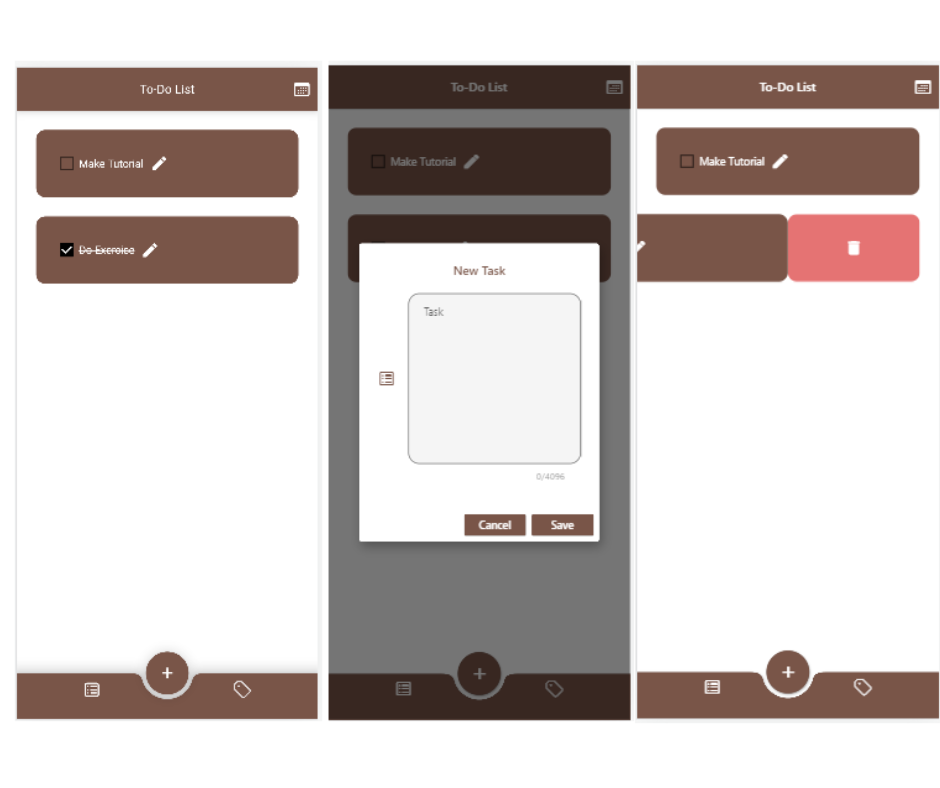 To-Do List
Make Tutorial
Do Exercise
To-Do List
Make Tutorial
New Task
Task
0/4096
Cancel
Save
To-Do List
Make Tutorial